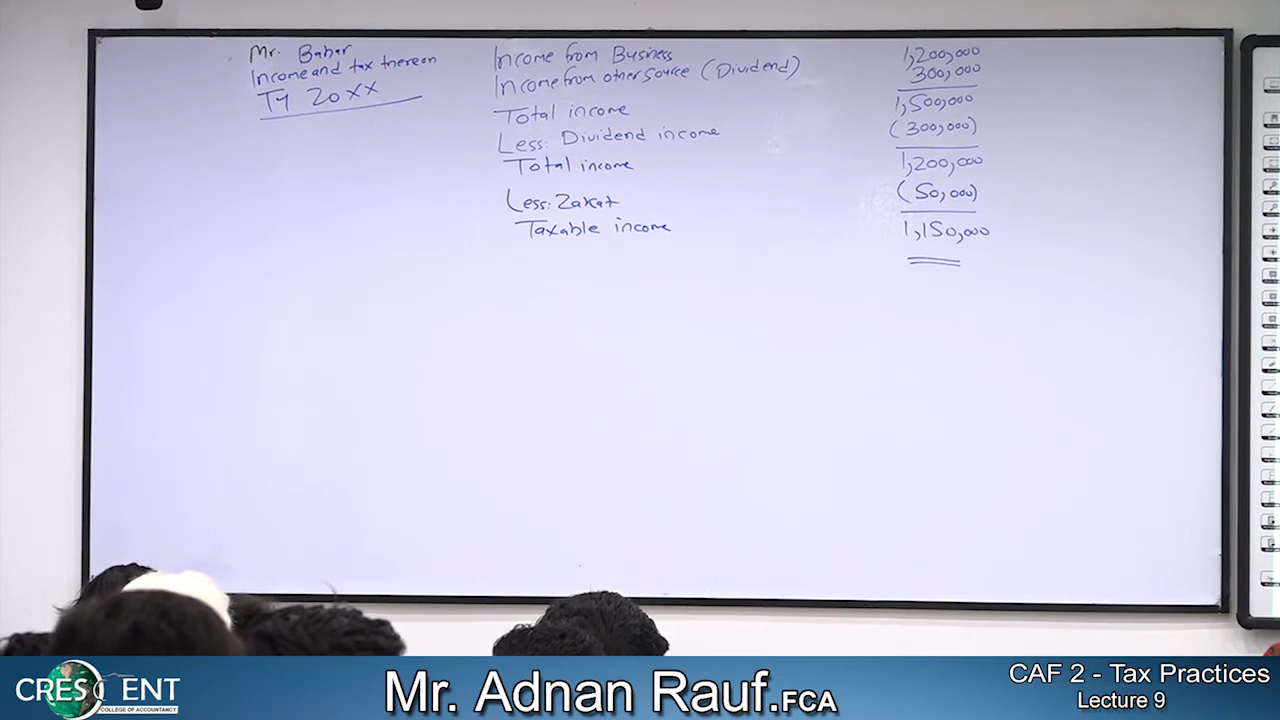 Mr. Babar
Income and tax thereon
TY 20XX
Income from Business 1,200,000
Income from other source (Dividend) 300,000
Total income 1,500,000
Less: Dividend income (300,000)
Total income 1,200,000
Less: Zakat (50,000)
Taxable income 1,150,000
CRESCENT
COLLEGE OF ACCOUNTANCY
Mr. Adnan Rauf.FCA
CAF 2 - Tax Practices
Lecture 9